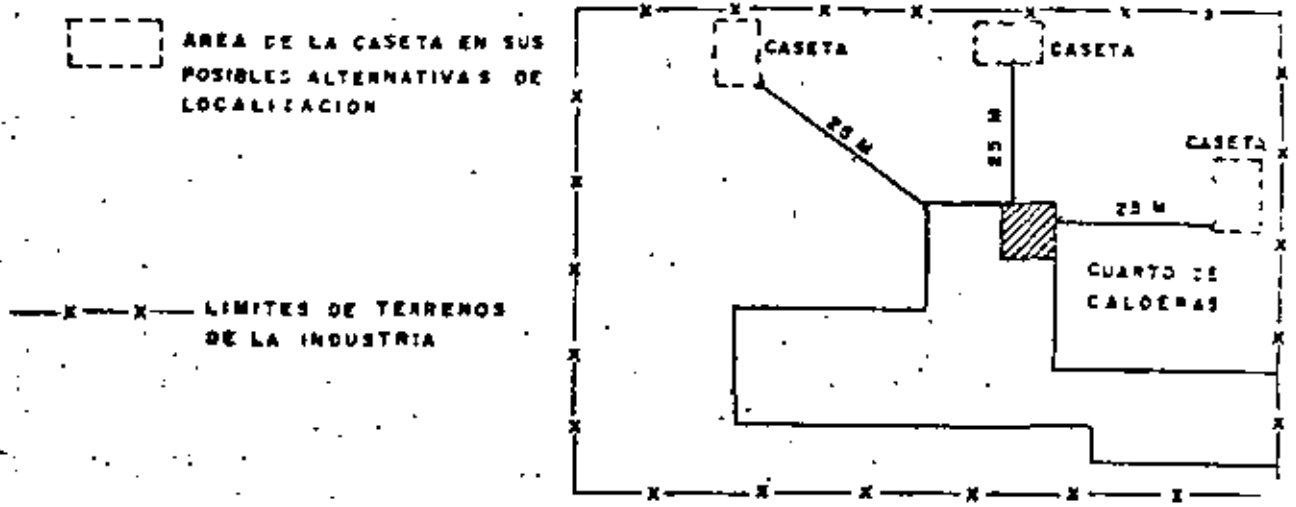 AREA DE LA CASETA EN SUS
POSIBLES ALTERNATIVAS DE
LOCALIZACION
X X LIMITES DE TERRENOS
DE LA INDUSTRIA
CASETA
CASETA
CASETA
25 M
25 M
25 M
CUARTO DE
CALDERAS